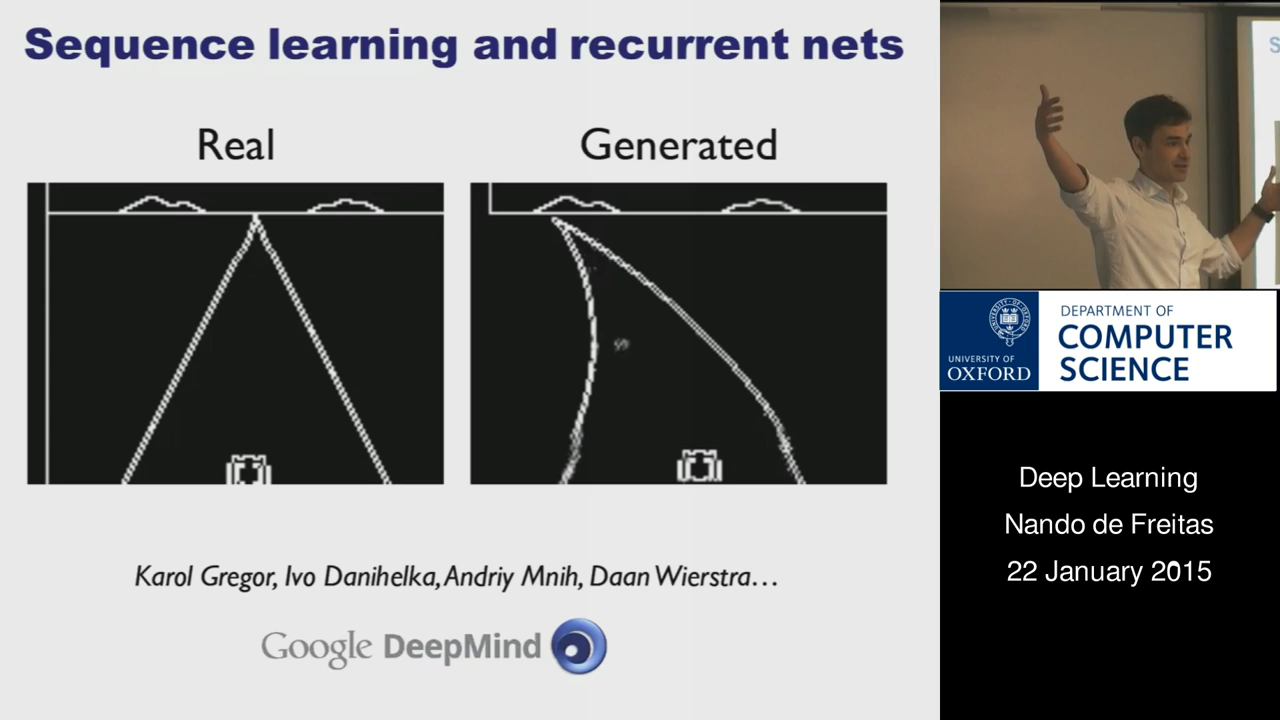 Sequence learning and recurrent nets
Real
Generated
Karol Gregor, Ivo Danihelka, Andriy Mnih, Daan Wierstra…
Google DeepMind
S
UNIVERSITY OF
OXFORD
DEPARTMENT OF
COMPUTER
SCIENCE
Deep Learning
Nando de Freitas
22 January 2015